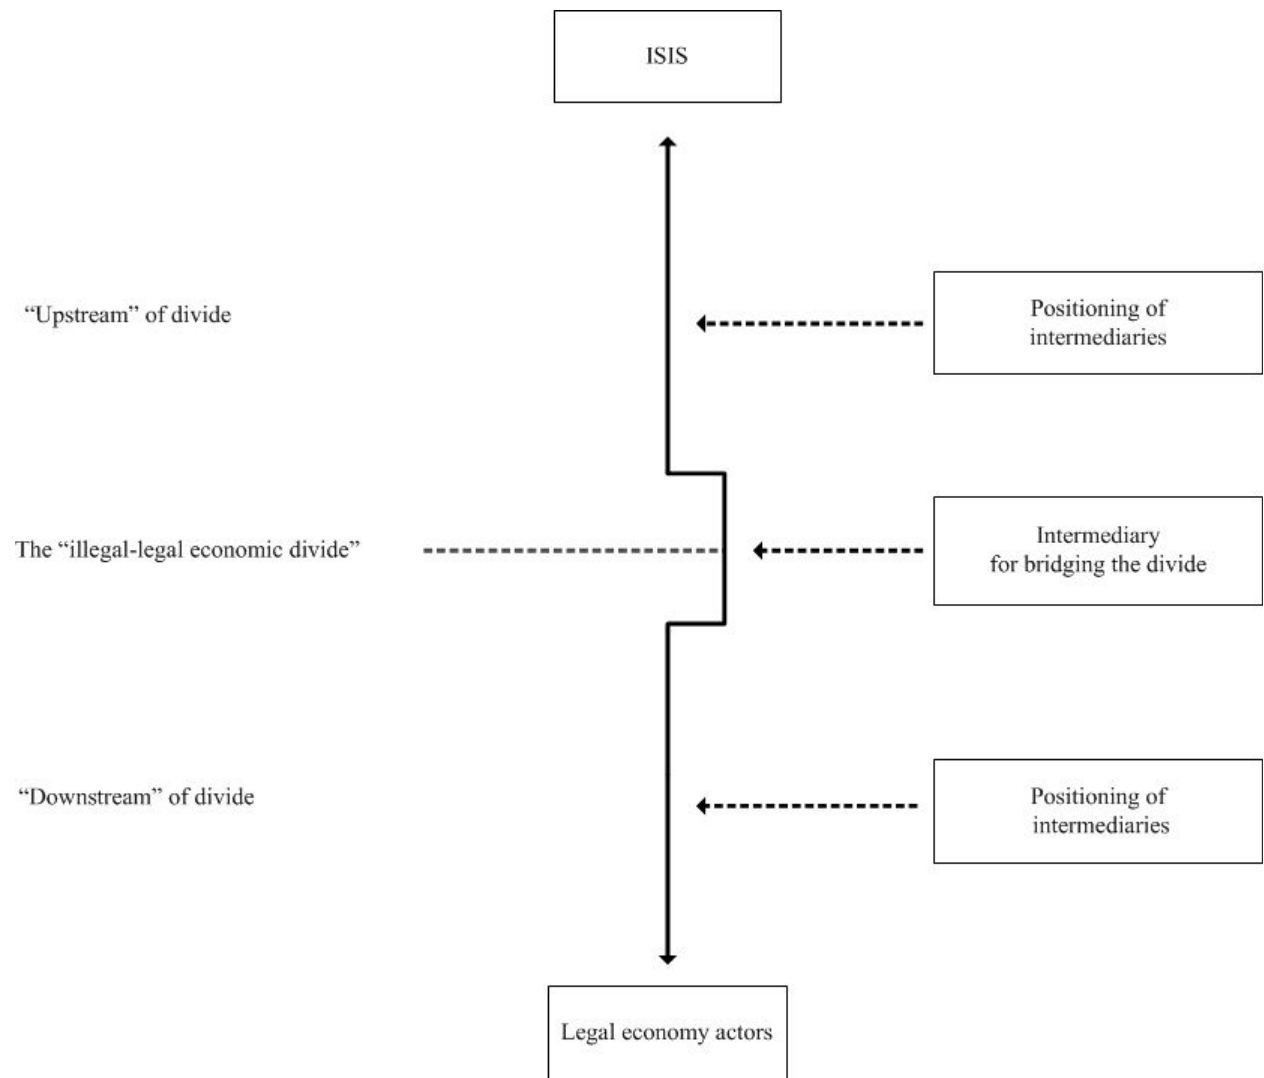 ISIS
“Upstream” of divide
Positioning of
intermediaries
The “illegal-legal economic divide”
Intermediary
for bridging the divide
“Downstream” of divide
Positioning of
intermediaries
Legal economy actors